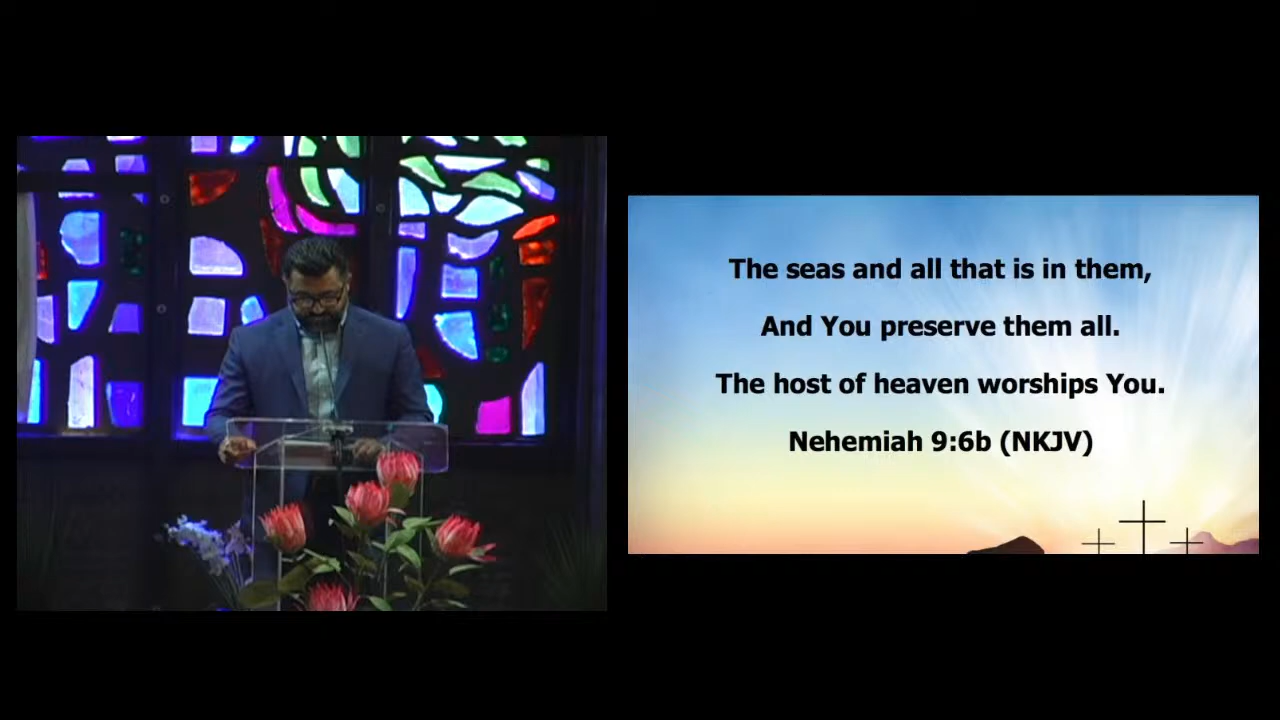 The seas and all that is in them,
And You preserve them all.
The host of heaven worships You.
Nehemiah 9:6b (NKJV)